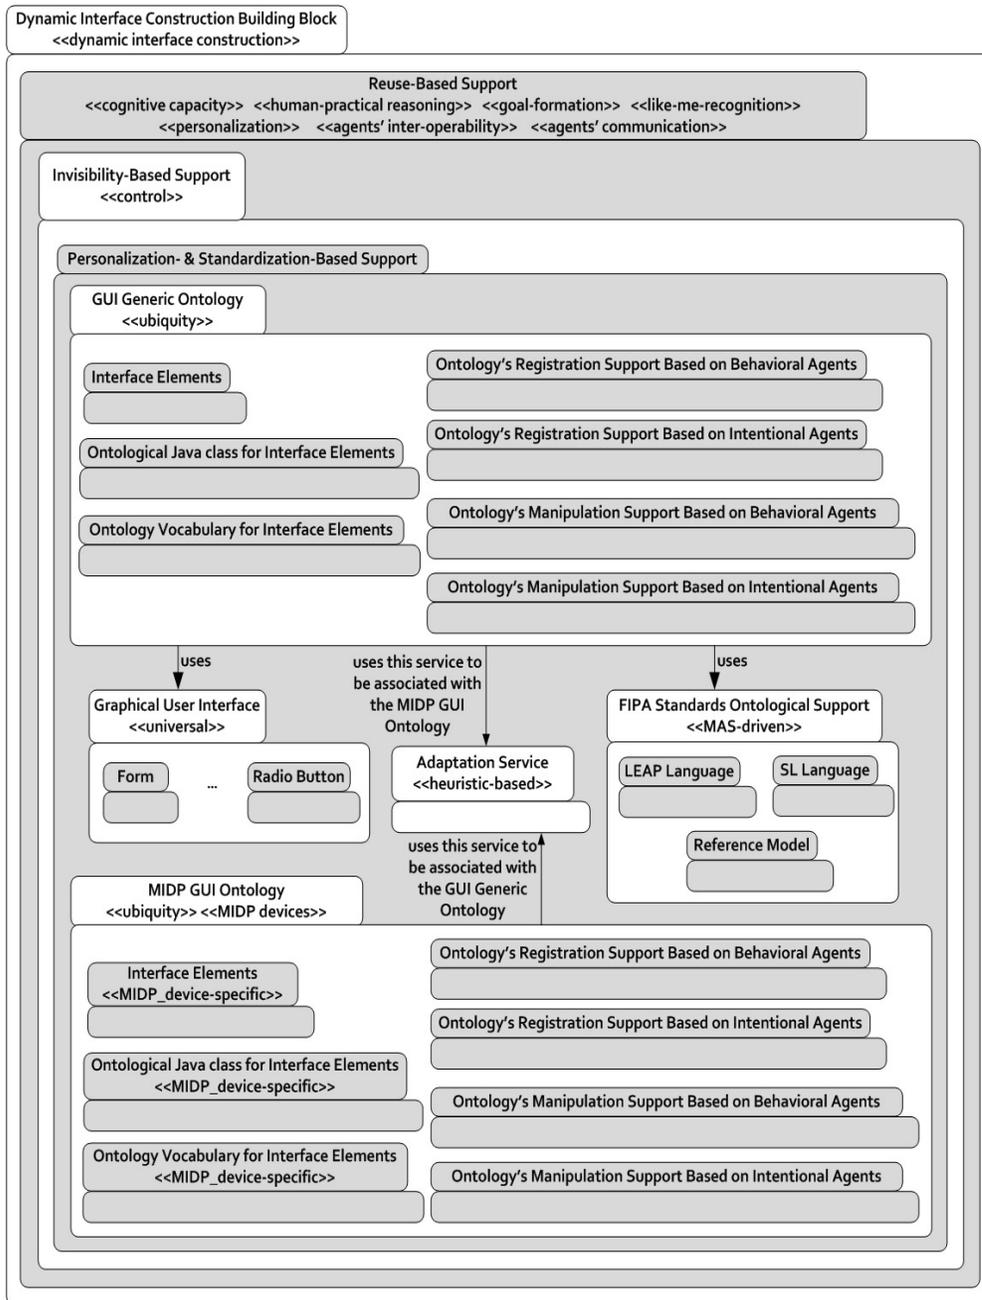 Dynamic Interface Construction Building Block
<<dynamic interface construction>>
Reuse-Based Support
<<cognitive capacity>> <<human-practical reasoning>> <<goal-formation>> <<like-me-recognition>>
<<personalization>> <<agents' inter-operability>> <<agents' communication>>
Invisibility-Based Support
<<control>>
Personalization- & Standardization-Based Support
GUI Generic Ontology
<<ubiquity>>
Interface Elements
Ontological Java class for Interface Elements
Ontology Vocabulary for Interface Elements
Ontology's Registration Support Based on Behavioral Agents
Ontology's Registration Support Based on Intentional Agents
Ontology's Manipulation Support Based on Behavioral Agents
Ontology's Manipulation Support Based on Intentional Agents
uses
uses this service to
be associated with
the MIDP GUI
Ontology
uses
Graphical User Interface
<<universal>>
Form
...
Radio Button
Adaptation Service
<<heuristic-based>>
FIPA Standards Ontological Support
<<MAS-driven>>
LEAP Language
SL Language
Reference Model
uses this service to
be associated with
the GUI Generic
Ontology
MIDP GUI Ontology
<<ubiquity>> <<MIDP devices>>
Interface Elements
<<MIDP_device-specific>>
Ontological Java class for Interface Elements
<<MIDP_device-specific>>
Ontology Vocabulary for Interface Elements
<<MIDP_device-specific>>
Ontology's Registration Support Based on Behavioral Agents
Ontology's Registration Support Based on Intentional Agents
Ontology's Manipulation Support Based on Behavioral Agents
Ontology's Manipulation Support Based on Intentional Agents